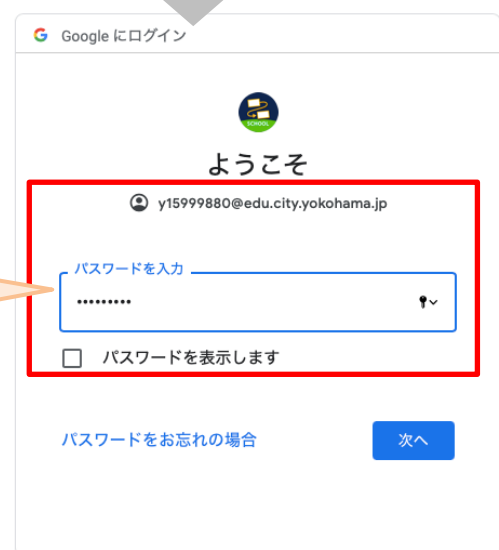 Google にログイン
SCHOOL
ようこそ
y15999880@edu.city.yokohama.jp
パスワードを入力
•••••••••
パスワードを表示します
パスワードをお忘れの場合
次へ